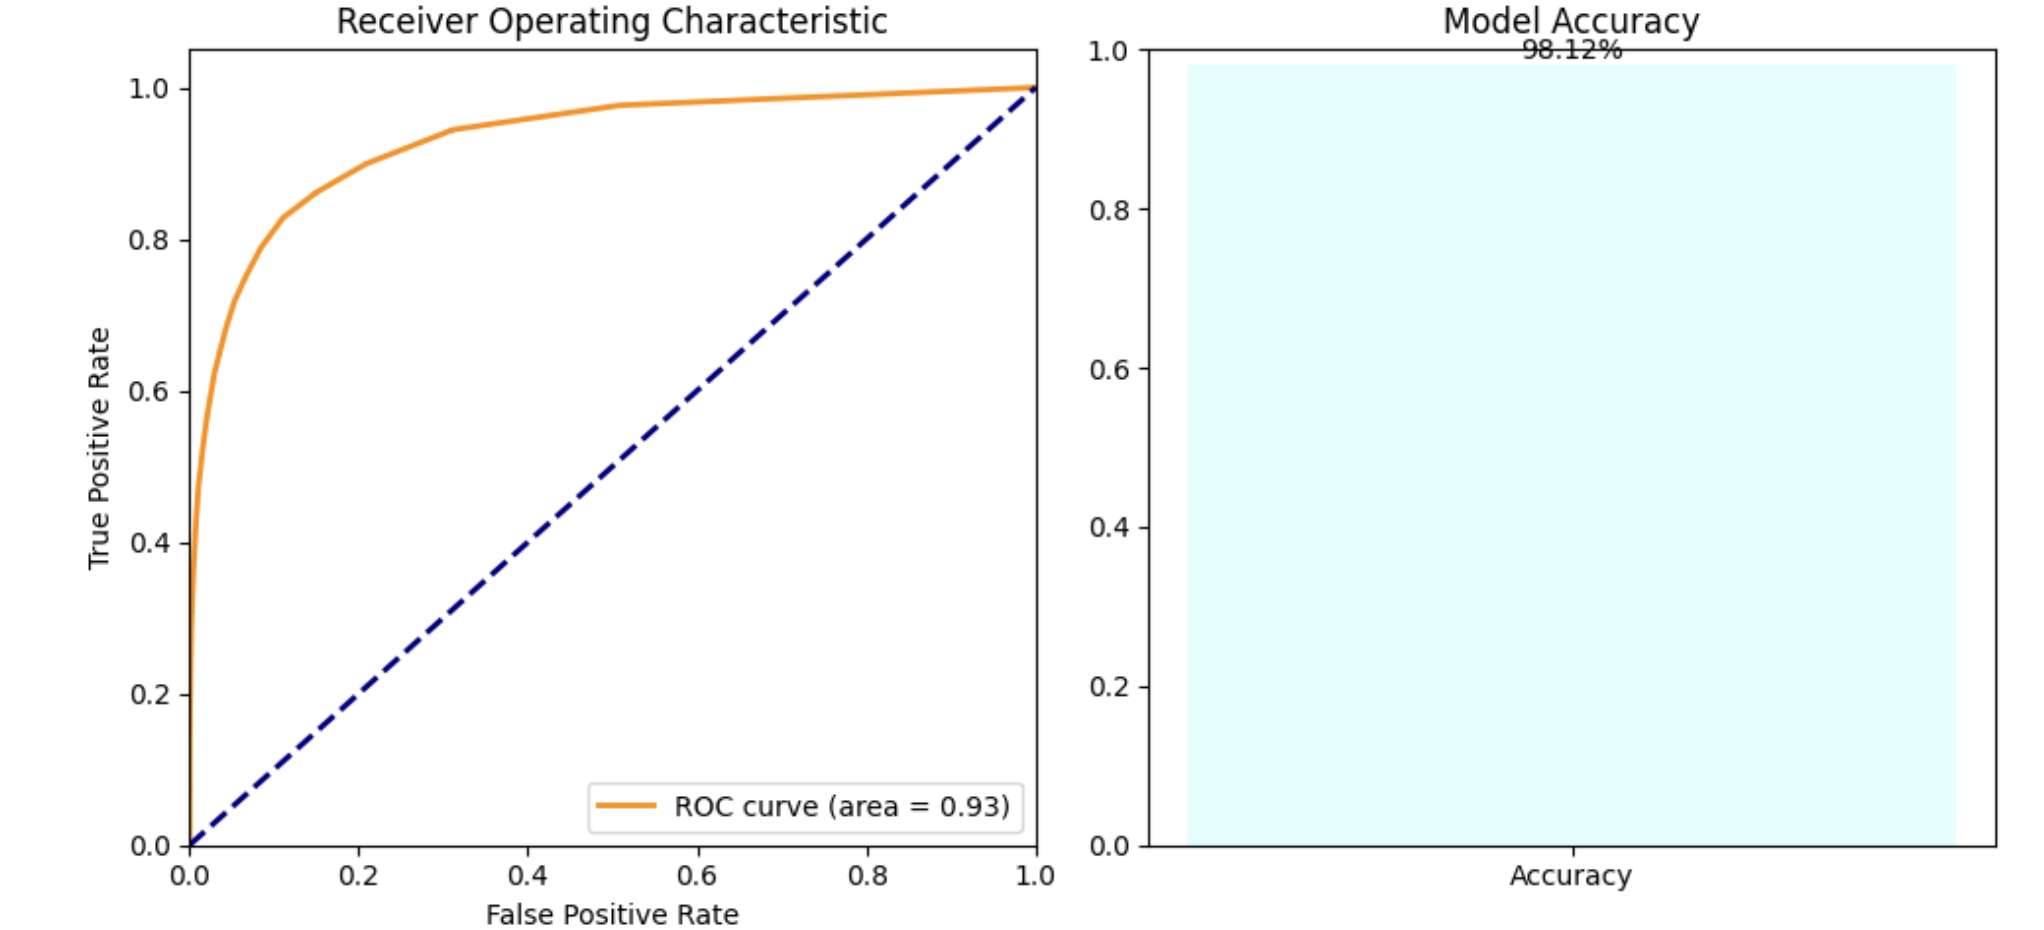 Receiver Operating Characteristic
1.0
0.8
0.6
0.4
0.2
0.0
True Positive Rate
0.0 0.2 0.4 0.6 0.8 1.0
False Positive Rate
ROC curve (area = 0.93)
Model Accuracy
98.12%
1.0
0.8
0.6
0.4
0.2
0.0
Accuracy